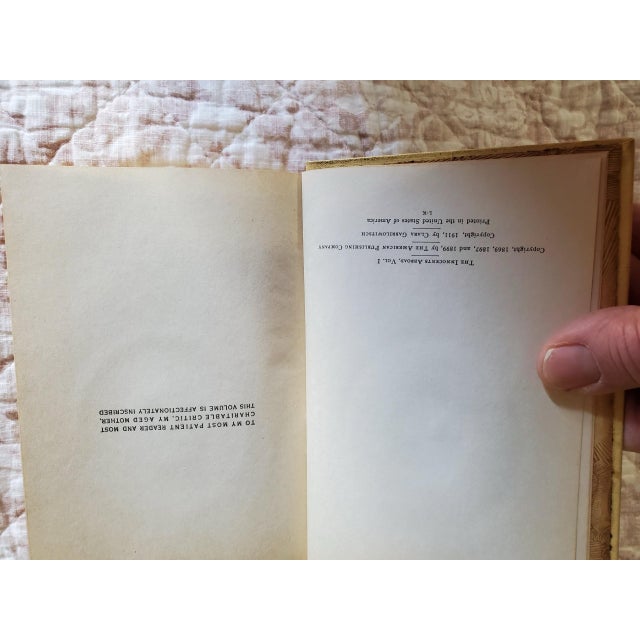 THE INNOCENTS ABROAD, VOL. I
Copyright, 1869, 1897, and 1899, by THE AMERICAN PUBLISHING COMPANY
Copyright, 1911, by CLARA GABRILOWITSCH
Printed in the United States of America
TO MY MOST PATIENT READER AND MOST
CHARITABLE CRITIC, MY AGED MOTHER,
THIS VOLUME IS AFFECTIONATELY INSCRIBED